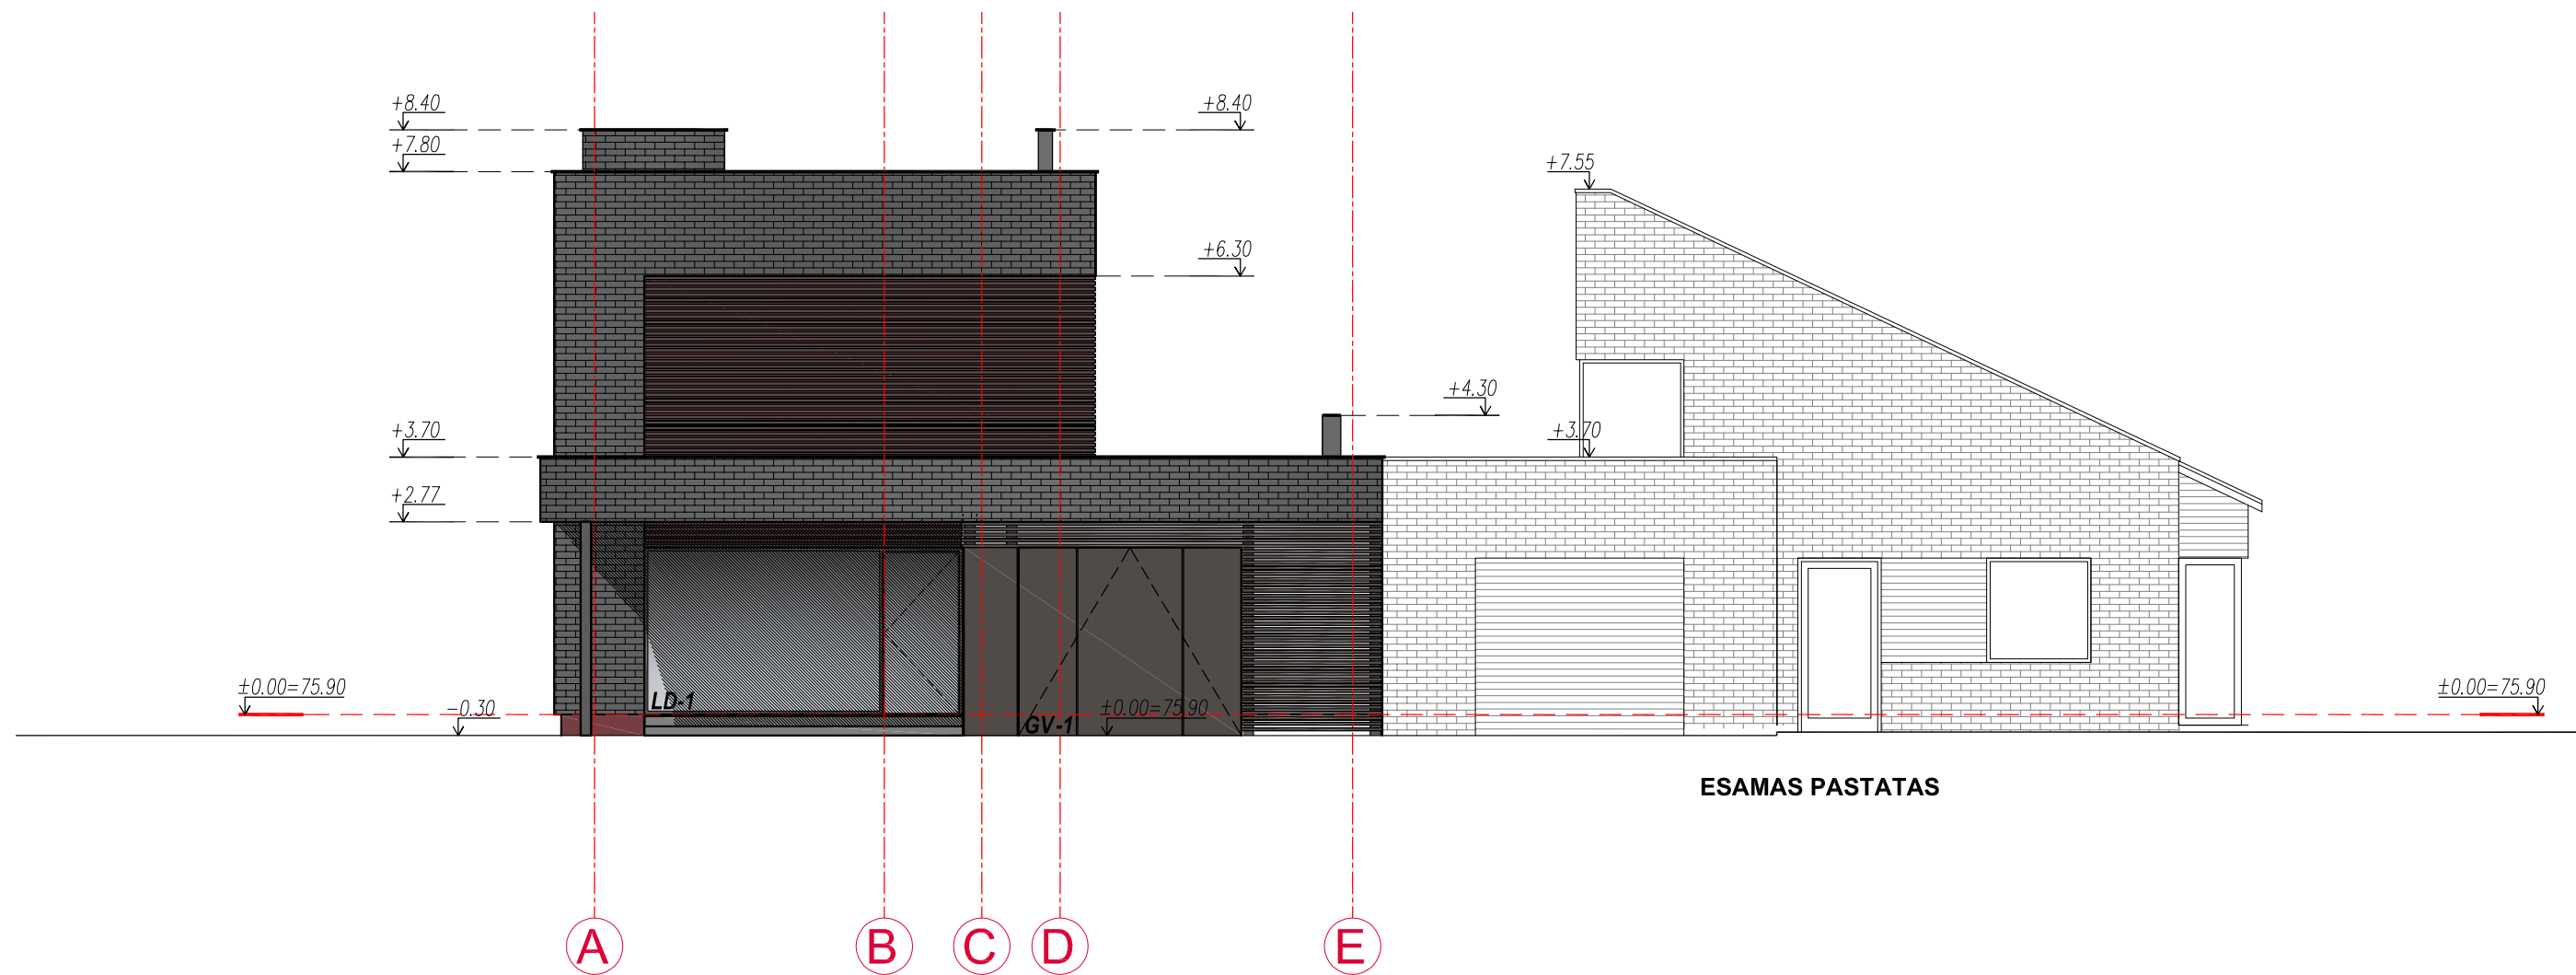 +8.40
+8.40
+7.80
+7.55
+6.30
+4.30
+3.70
+3.70
+2.77
±0.00=75.90
-0.30
LD-1
GV-1
±0.00=75.90
±0.00=75.90
ESAMAS PASTATAS
A
B
C
D
E